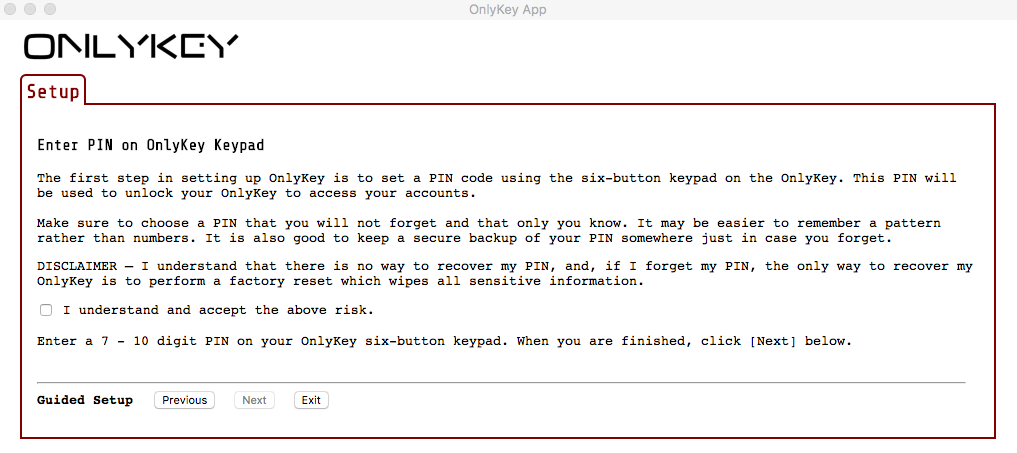 OnlyKey App
ONLYKEY
Setup
Enter PIN on OnlyKey Keypad
The first step in setting up OnlyKey is to set a PIN code using the six-button keypad on the OnlyKey. This PIN will
be used to unlock your OnlyKey to access your accounts.
Make sure to choose a PIN that you will not forget and that only you know. It may be easier to remember a pattern
rather than numbers. It is also good to keep a secure backup of your PIN somewhere just in case you forget.
DISCLAIMER — I understand that there is no way to recover my PIN, and, if I forget my PIN, the only way to recover my
OnlyKey is to perform a factory reset which wipes all sensitive information.
I understand and accept the above risk.
Enter a 7 - 10 digit PIN on your OnlyKey six-button keypad. When you are finished, click [Next] below.
Guided Setup Previous Next Exit